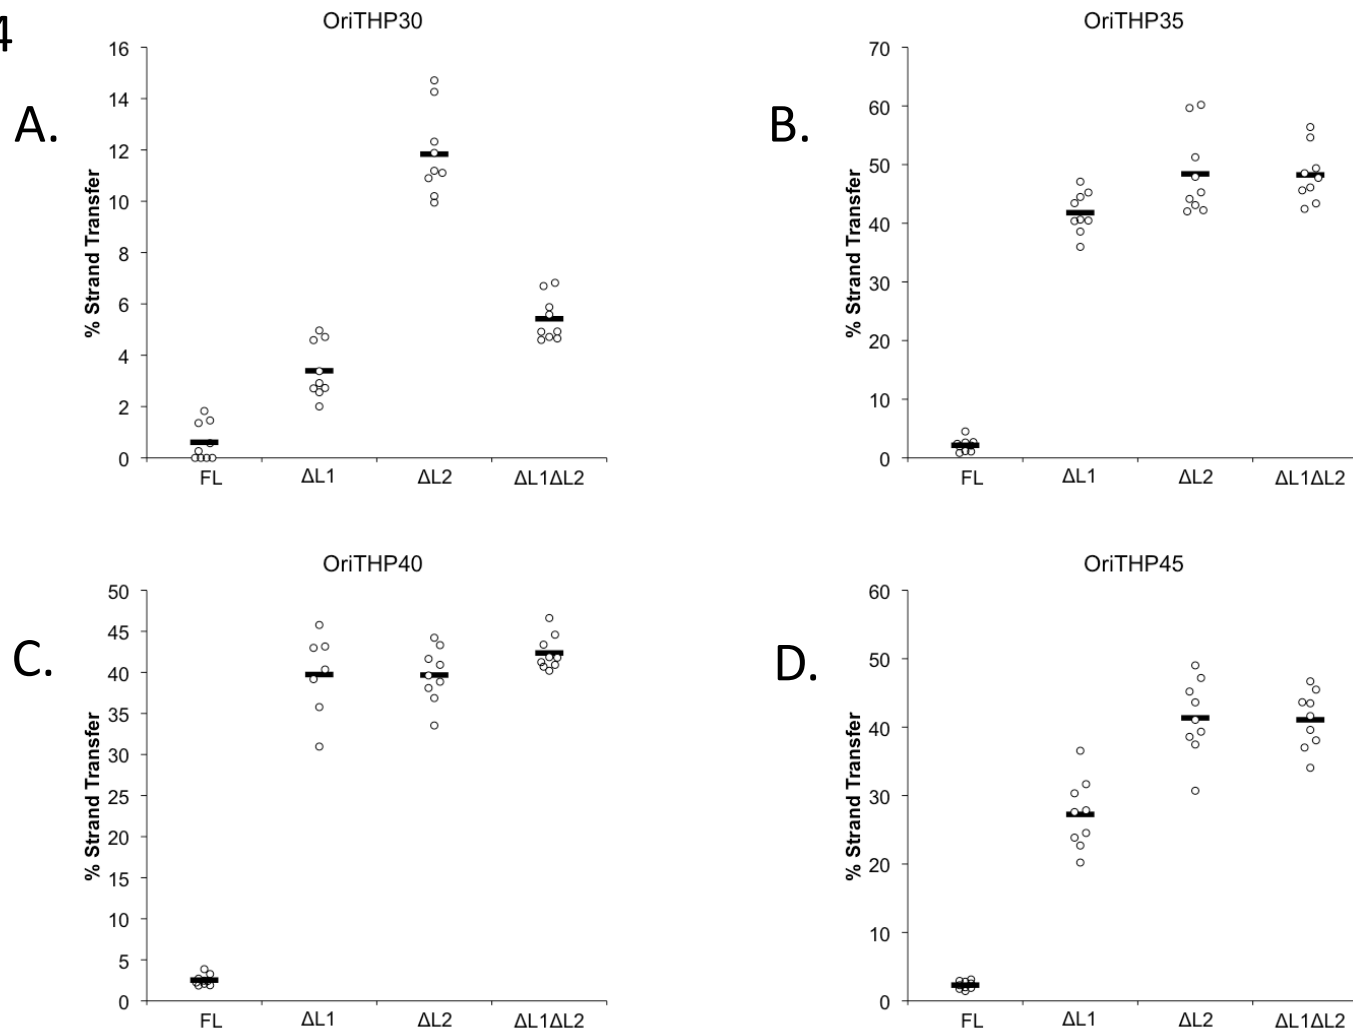 4
A.
OriTHP30
% Strand Transfer
16
14
12
10
8
6
4
2
0
FL
ΔL1
ΔL2
ΔL1ΔL2
B.
OriTHP35
% Strand Transfer
70
60
50
40
30
20
10
0
FL
ΔL1
ΔL2
ΔL1ΔL2
C.
OriTHP40
% Strand Transfer
50
45
40
35
30
25
20
15
10
5
0
FL
ΔL1
ΔL2
ΔL1ΔL2
D.
OriTHP45
% Strand Transfer
60
50
40
30
20
10
0
FL
ΔL1
ΔL2
ΔL1ΔL2